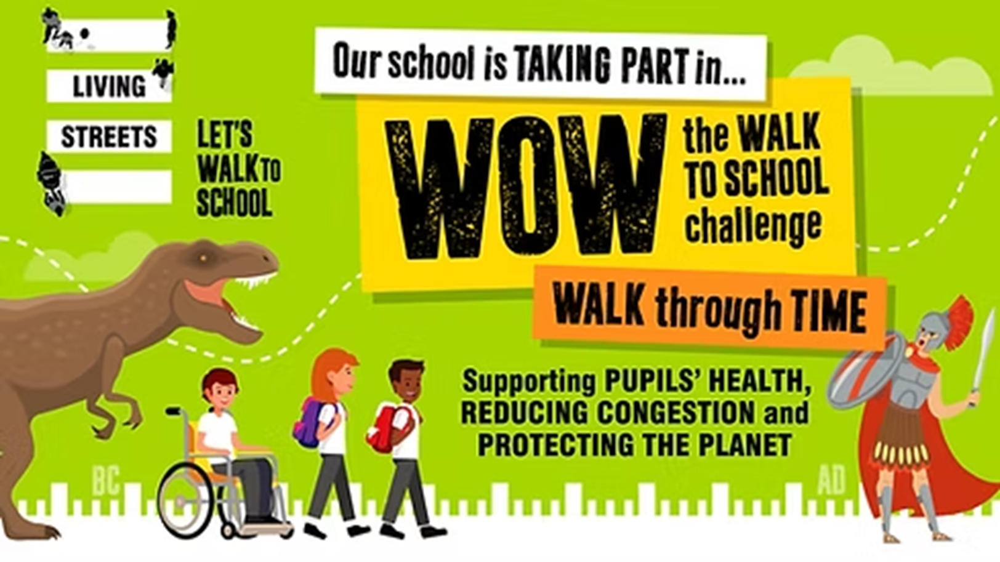 LIVING
STREETS
LET'S
WALK TO
SCHOOL
Our school is TAKING PART in...
WOW
the WALK
TO SCHOOL
challenge
WALK through TIME
Supporting PUPILS' HEALTH,
REDUCING CONGESTION and
PROTECTING THE PLANET
BC
AD